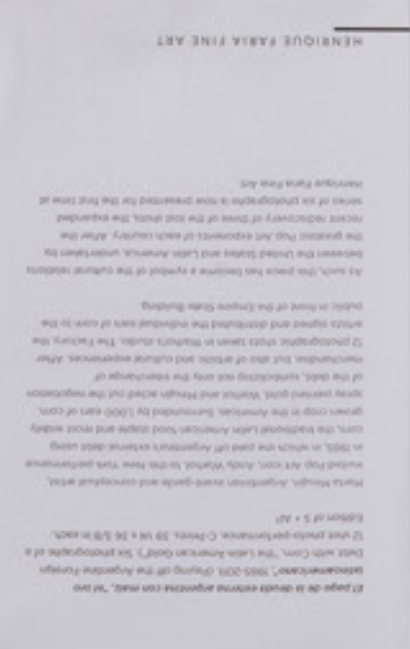 El pago de la deuda externa argentina con maíz, "el oro
latinoamericano", 1985-2011. (Paying off the Argentine Foreign
Debt with Corn, "the Latin American Gold"). Six photographs of a
12 shot photo-performance, C-Prints. 39 1/4 x 36 5/8 in each.
Edition of 5 + AP
Marta Minujin, Argentinian avant-garde and conceptual artist,
invited Pop Art icon, Andy Warhol, to this New York performance
in 1985, in which she paid off Argentina's external debt using
corn, the traditional Latin American food staple and most widely
grown crop in the Americas. Surrounded by 1,000 ears of corn,
spray painted gold, Warhol and Minujin acted out the negotiation
of the debt, symbolizing not only the interchange of
merchandise, but also of artistic and cultural experiences. After
12 photographic shots taken in Warhol's studio, The Factory, the
artists signed and distributed the individual ears of corn to the
public in front of the Empire State Building.
As such, this piece has become a symbol of the cultural relations
between the United States and Latin America, undertaken by
the greatest Pop Art exponents of each country. After the
recent rediscovery of three of the lost shots, the expanded
series of six photographs is now presented for the first time at
Henrique Faria Fine Art.
HENRIQUE FARIA FINE ART